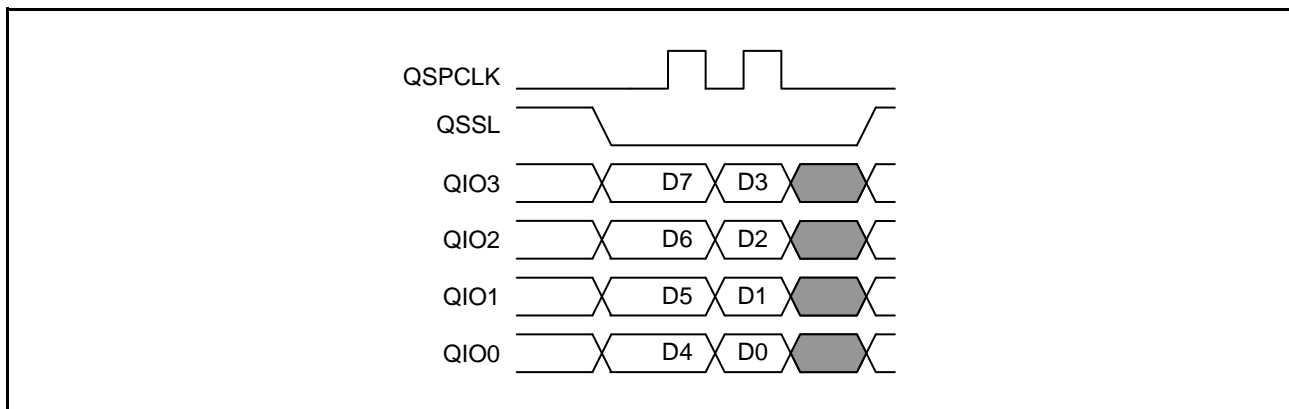 QSPCLK
QSSL
QIO3 D7 D3
QIO2 D6 D2
QIO1 D5 D1
QIO0 D4 D0